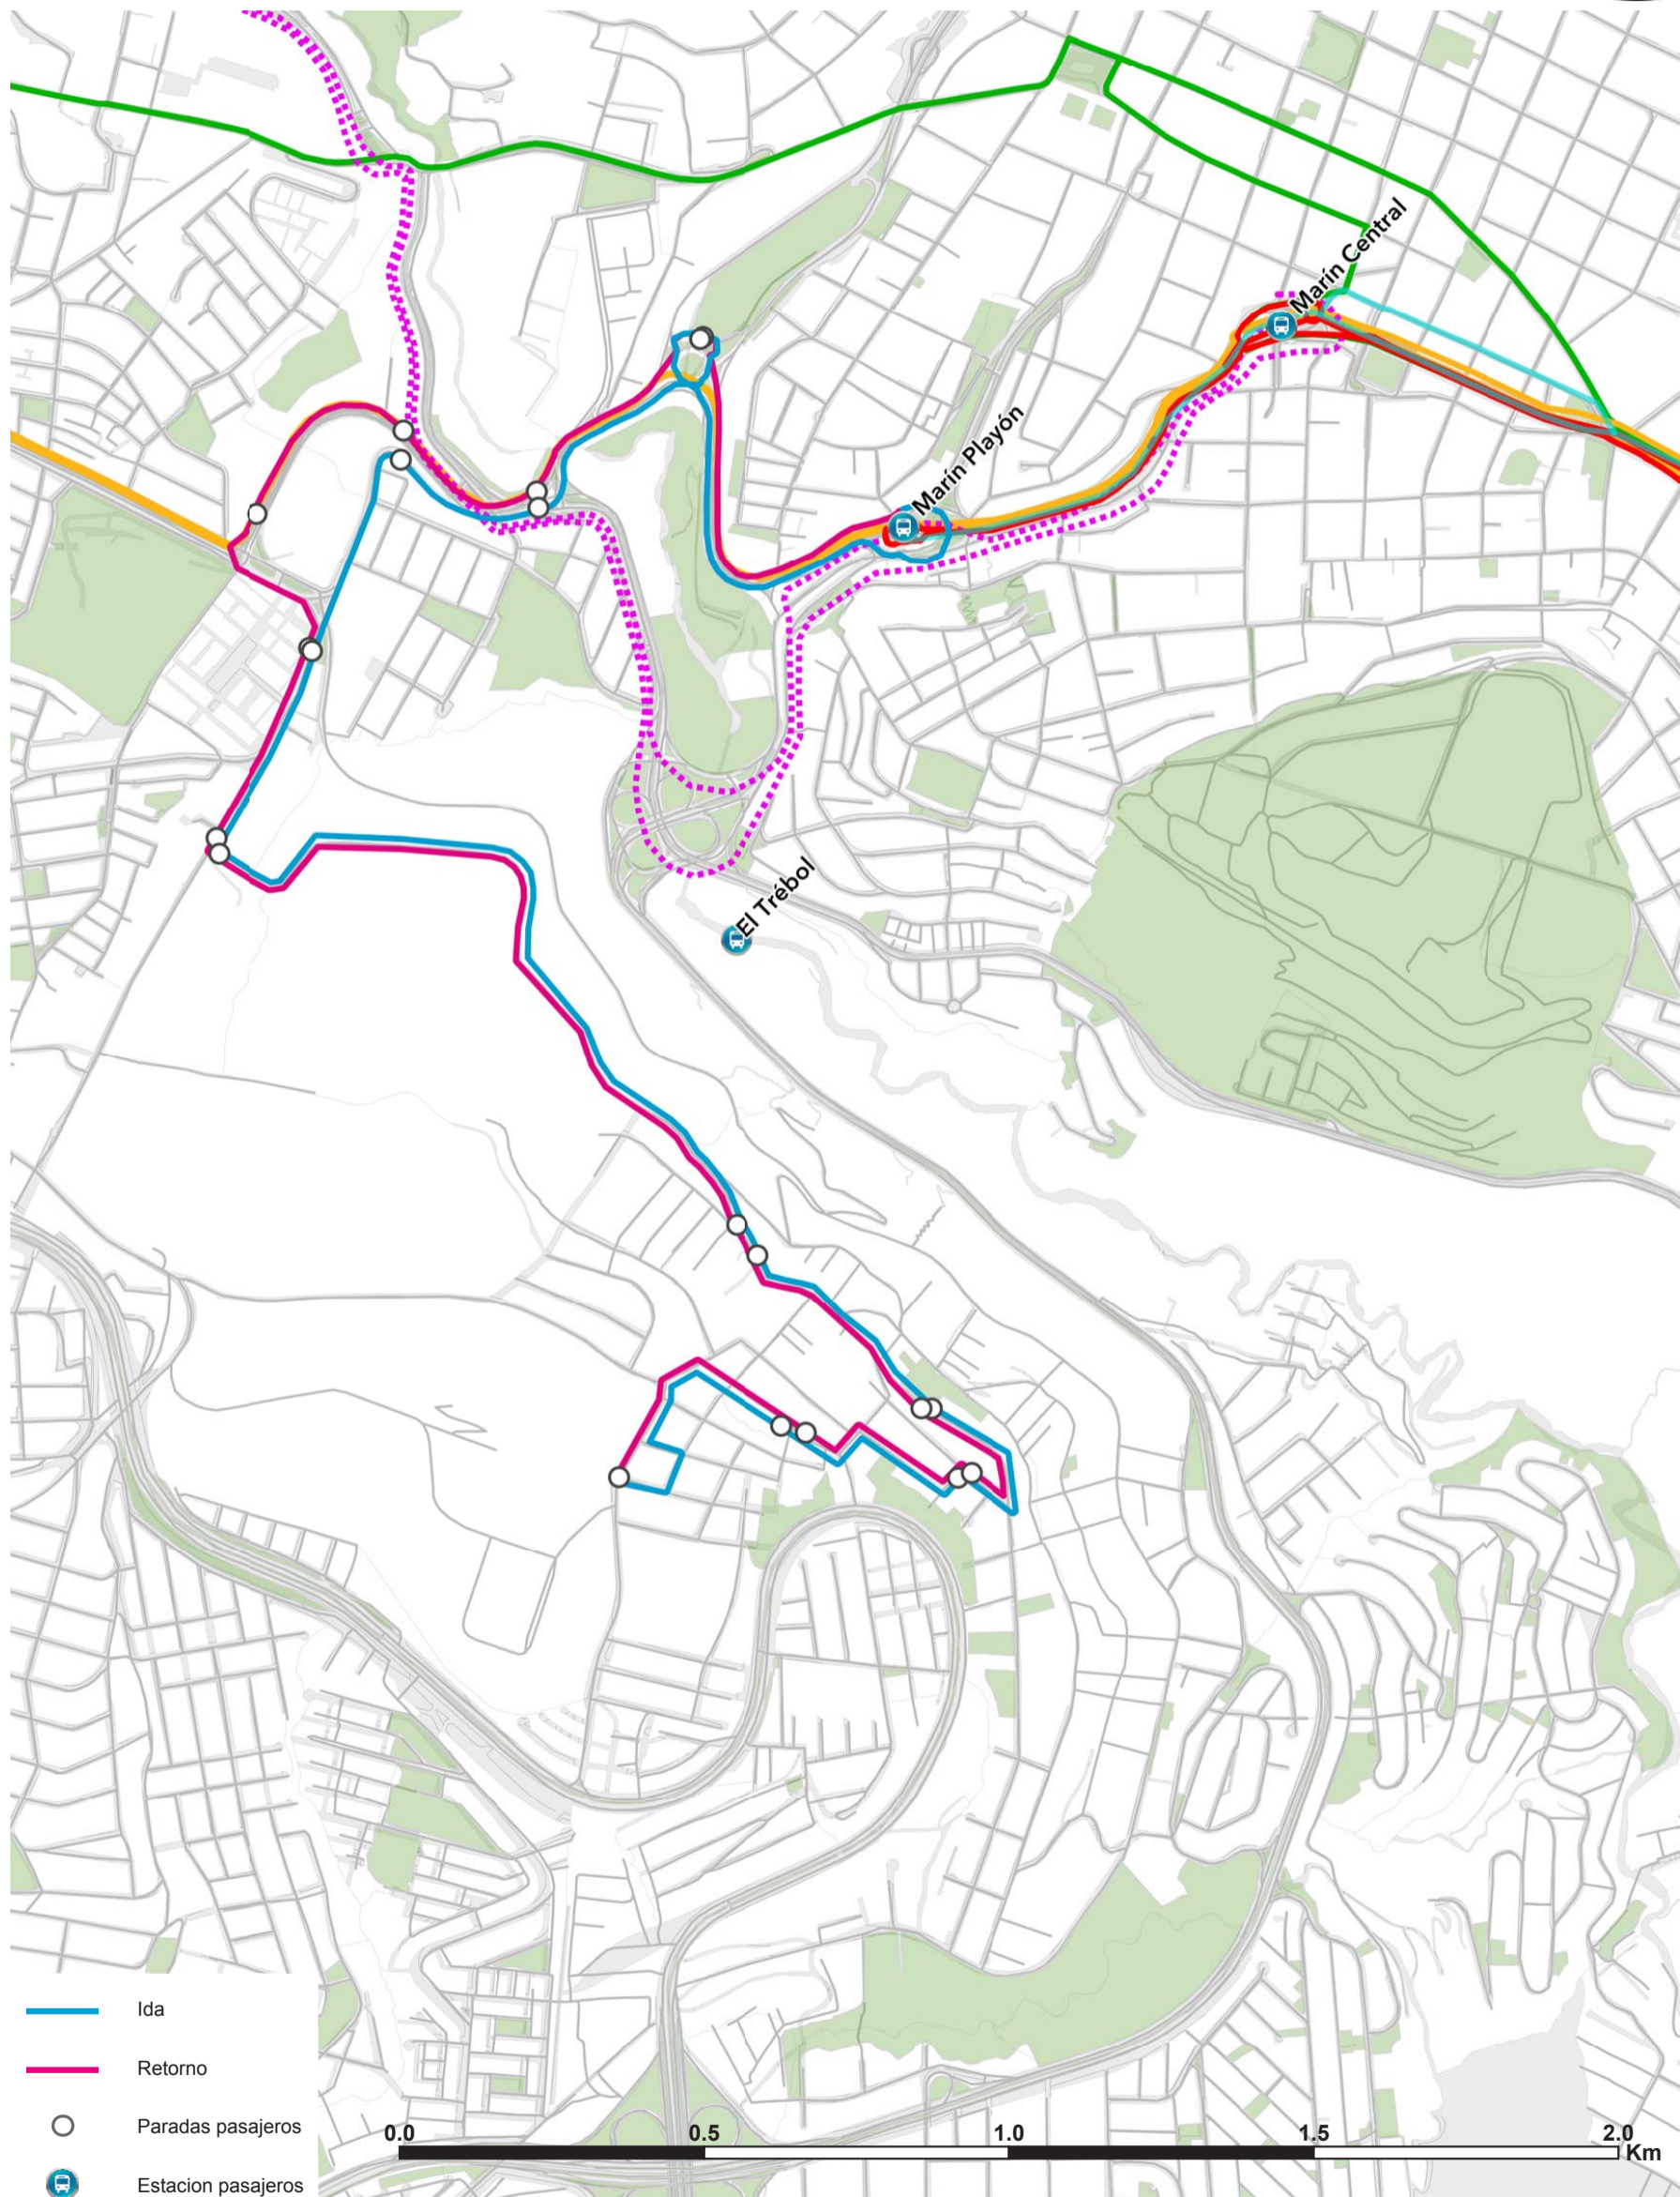 Marín Central
Marín Playón
El Trébol
Ida
Retorno
Paradas pasajeros
Estacion pasajeros
0.0 0.5 1.0 1.5 2.0
Km